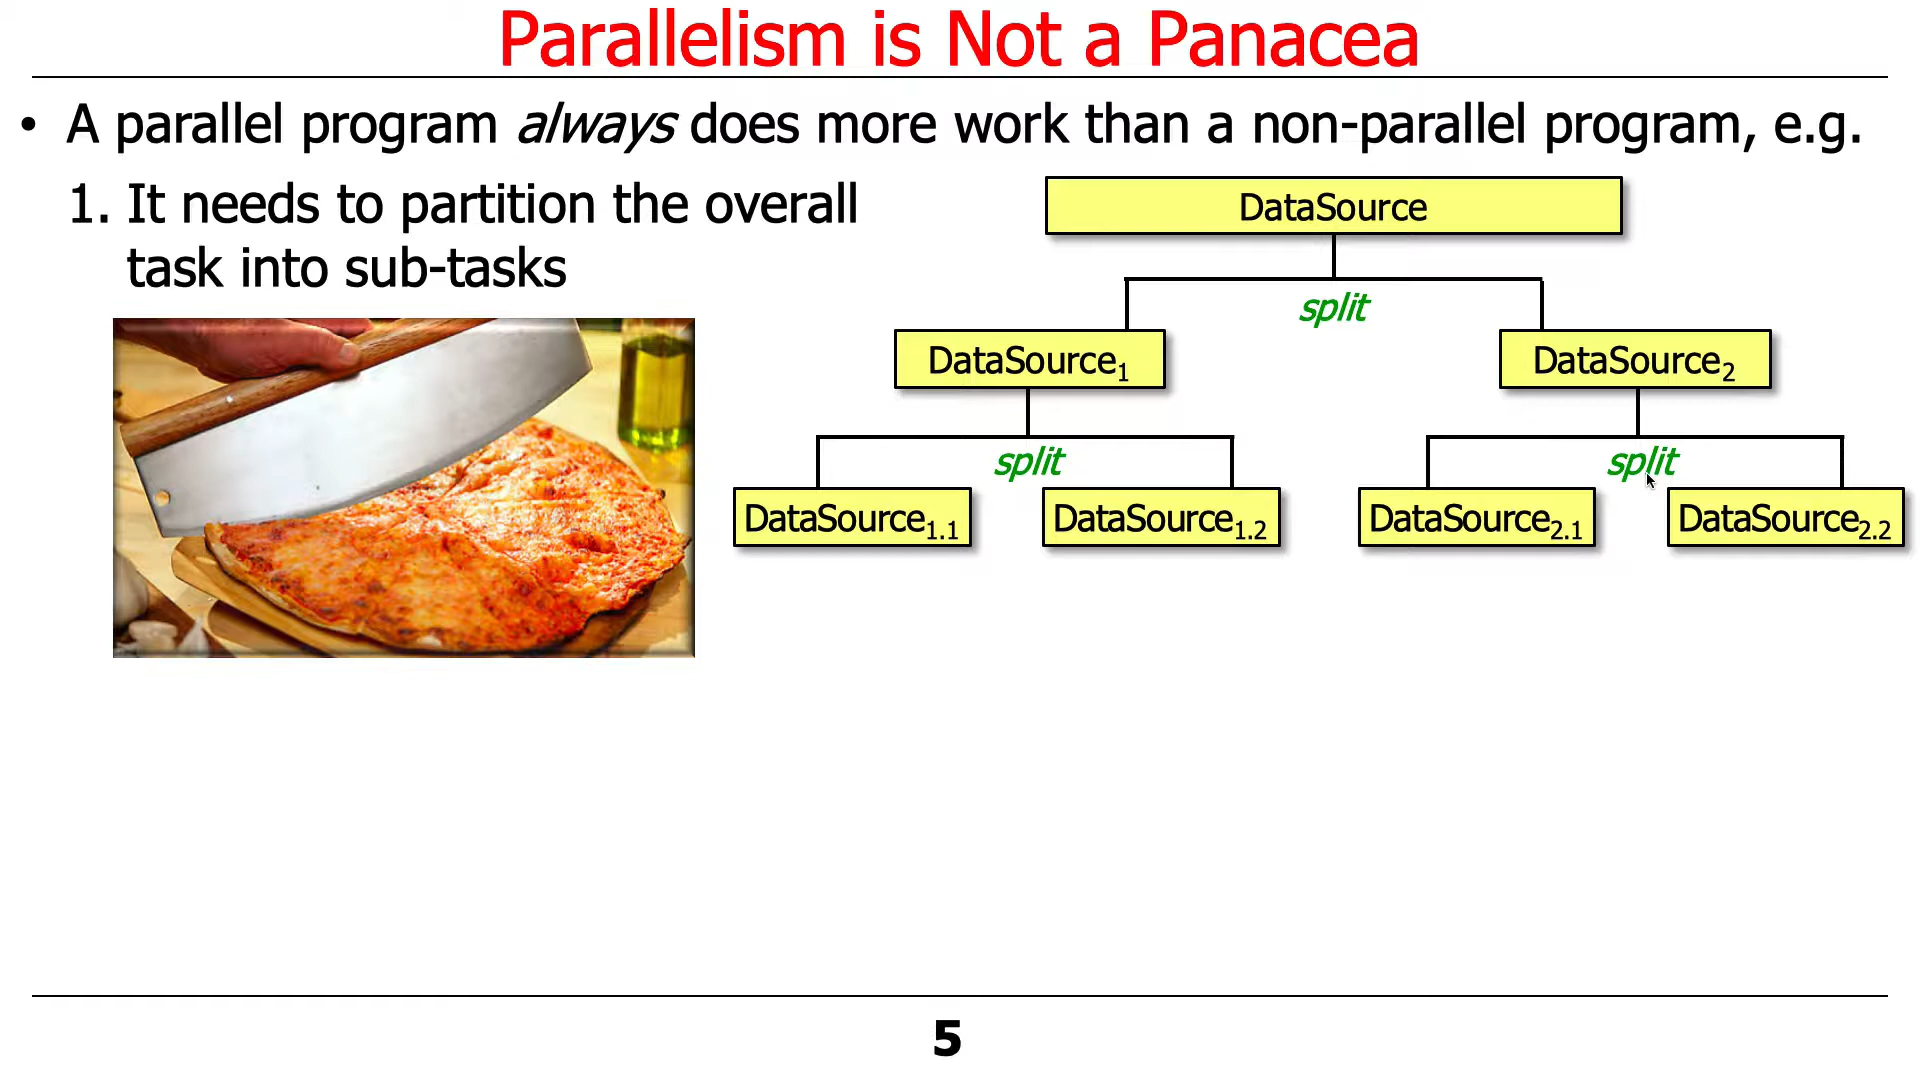 Parallelism is Not a Panacea
• A parallel program always does more work than a non-parallel program, e.g.
1. It needs to partition the overall
task into sub-tasks
DataSource
split
DataSource1
DataSource2
split
split
DataSource1.1
DataSource1.2
DataSource2.1
DataSource2.2
5